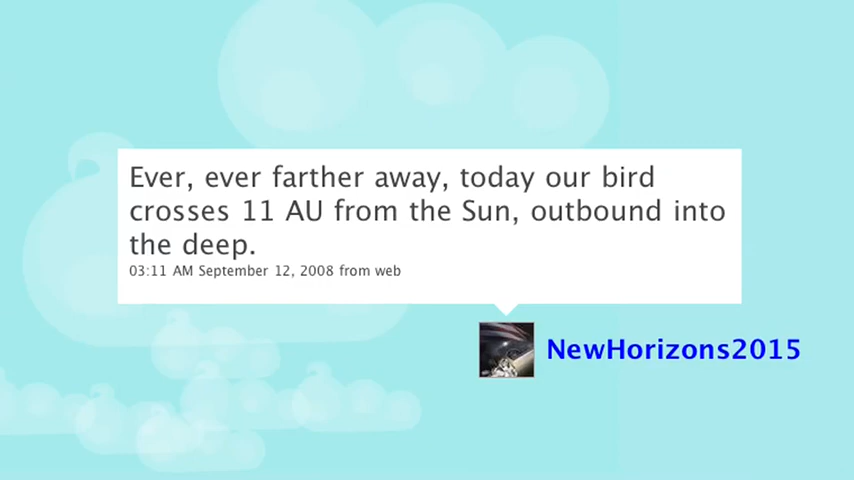 Ever, ever farther away, today our bird
crosses 11 AU from the Sun, outbound into
the deep.
03:11 AM September 12, 2008 from web
NewHorizons2015